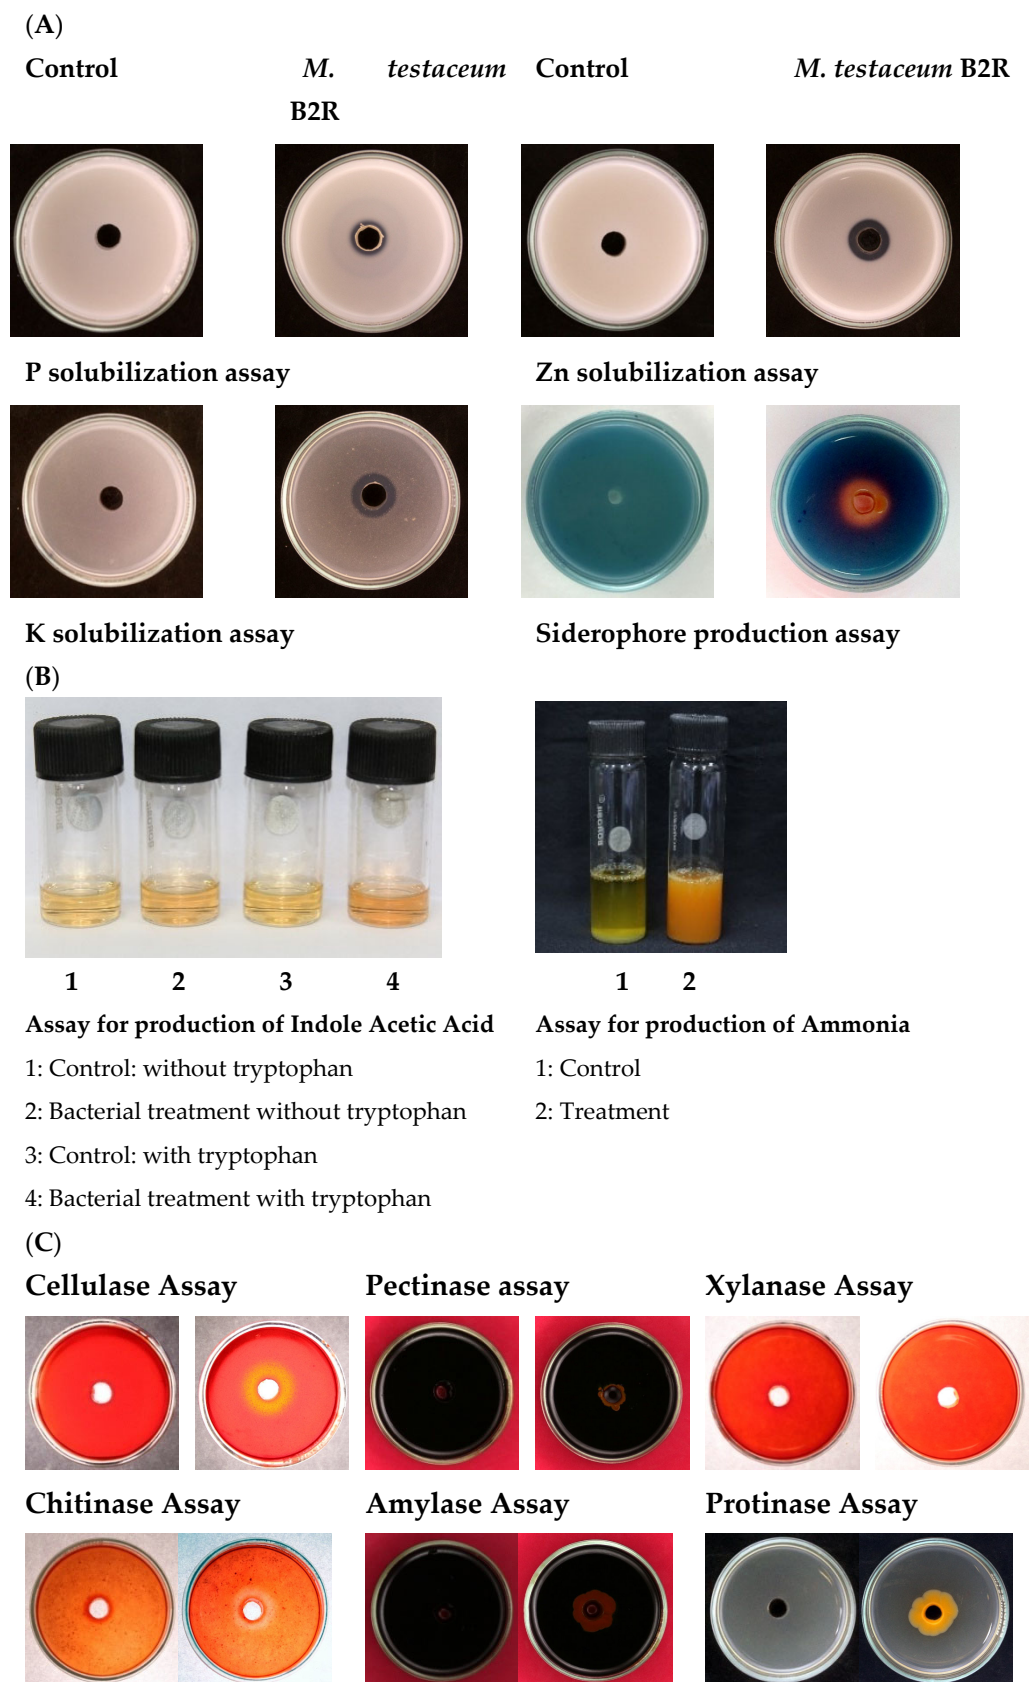 (A)
Control M. testaceum Control M. testaceum B2R
B2R
P solubilization assay Zn solubilization assay
K solubilization assay Siderophore production assay
(B)
1 2 3 4 1 2
Assay for production of Indole Acetic Acid Assay for production of Ammonia
1: Control: without tryptophan 1: Control
2: Bacterial treatment without tryptophan 2: Treatment
3: Control: with tryptophan
4: Bacterial treatment with tryptophan
(C)
Cellulase Assay Pectinase assay Xylanase Assay
Chitinase Assay Amylase Assay Protinase Assay